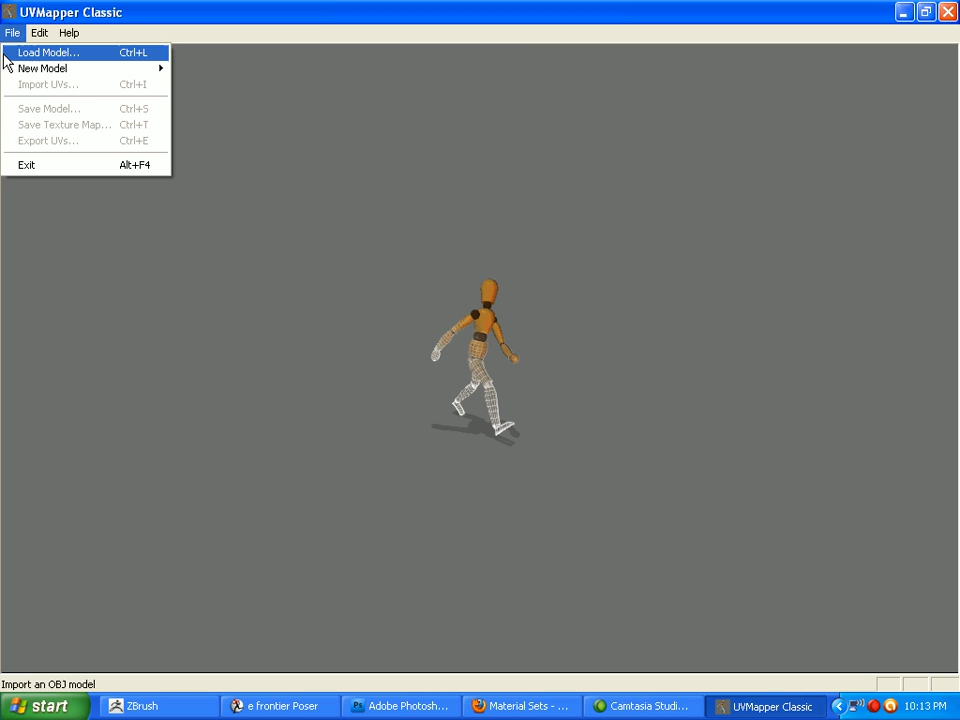 UVMapper Classic
File Edit Help
Load Model... Ctrl+L
New Model
Import UVs... Ctrl+I
Save Model... Ctrl+S
Save Texture Map... Ctrl+T
Export UVs... Ctrl+E
Exit Alt+F4
Import an OBJ model
start ZBrush e frontier Poser Adobe Photosh... Material Sets - ... Camtasia Studi... UVMapper Classic 10:13 PM